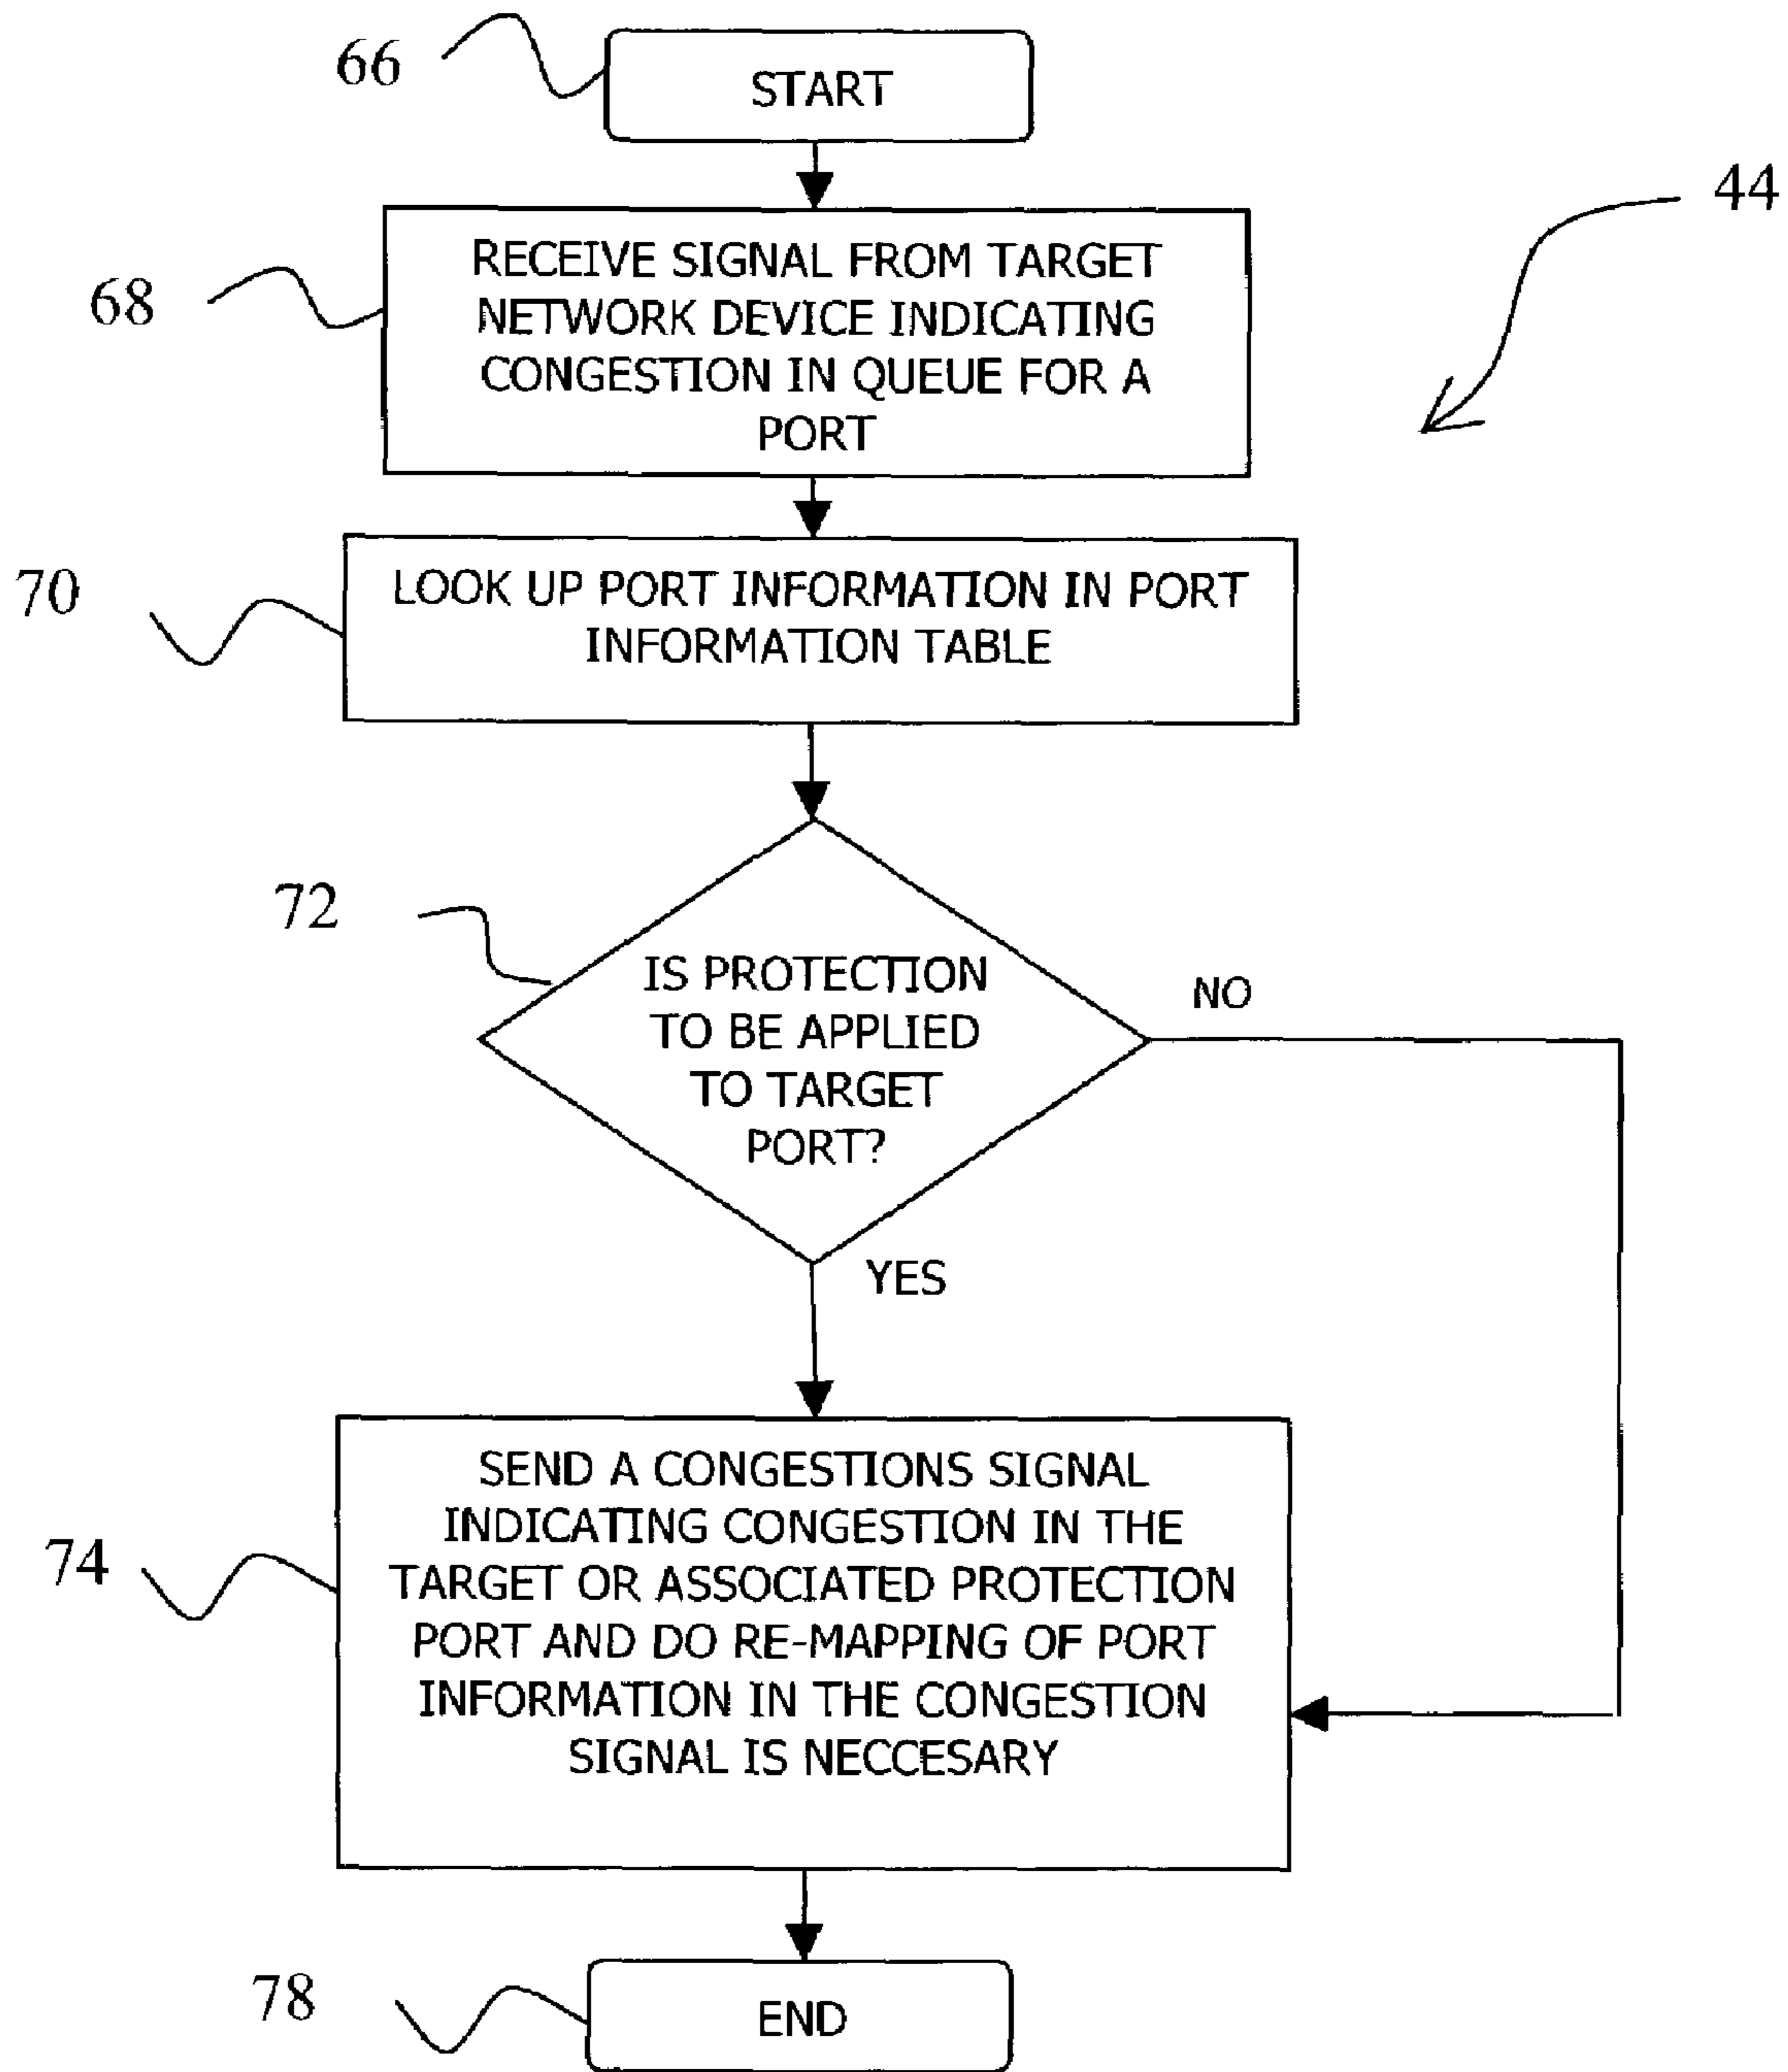 66
START
44
68
RECEIVE SIGNAL FROM TARGET
NETWORK DEVICE INDICATING
CONGESTION IN QUEUE FOR A
PORT
70
LOOK UP PORT INFORMATION IN PORT
INFORMATION TABLE
72
IS PROTECTION
TO BE APPLIED
TO TARGET
PORT?
NO
YES
74
SEND A CONGESTIONS SIGNAL
INDICATING CONGESTION IN THE
TARGET OR ASSOCIATED PROTECTION
PORT AND DO RE-MAPPING OF PORT
INFORMATION IN THE CONGESTION
SIGNAL IS NECCESARY
78
END